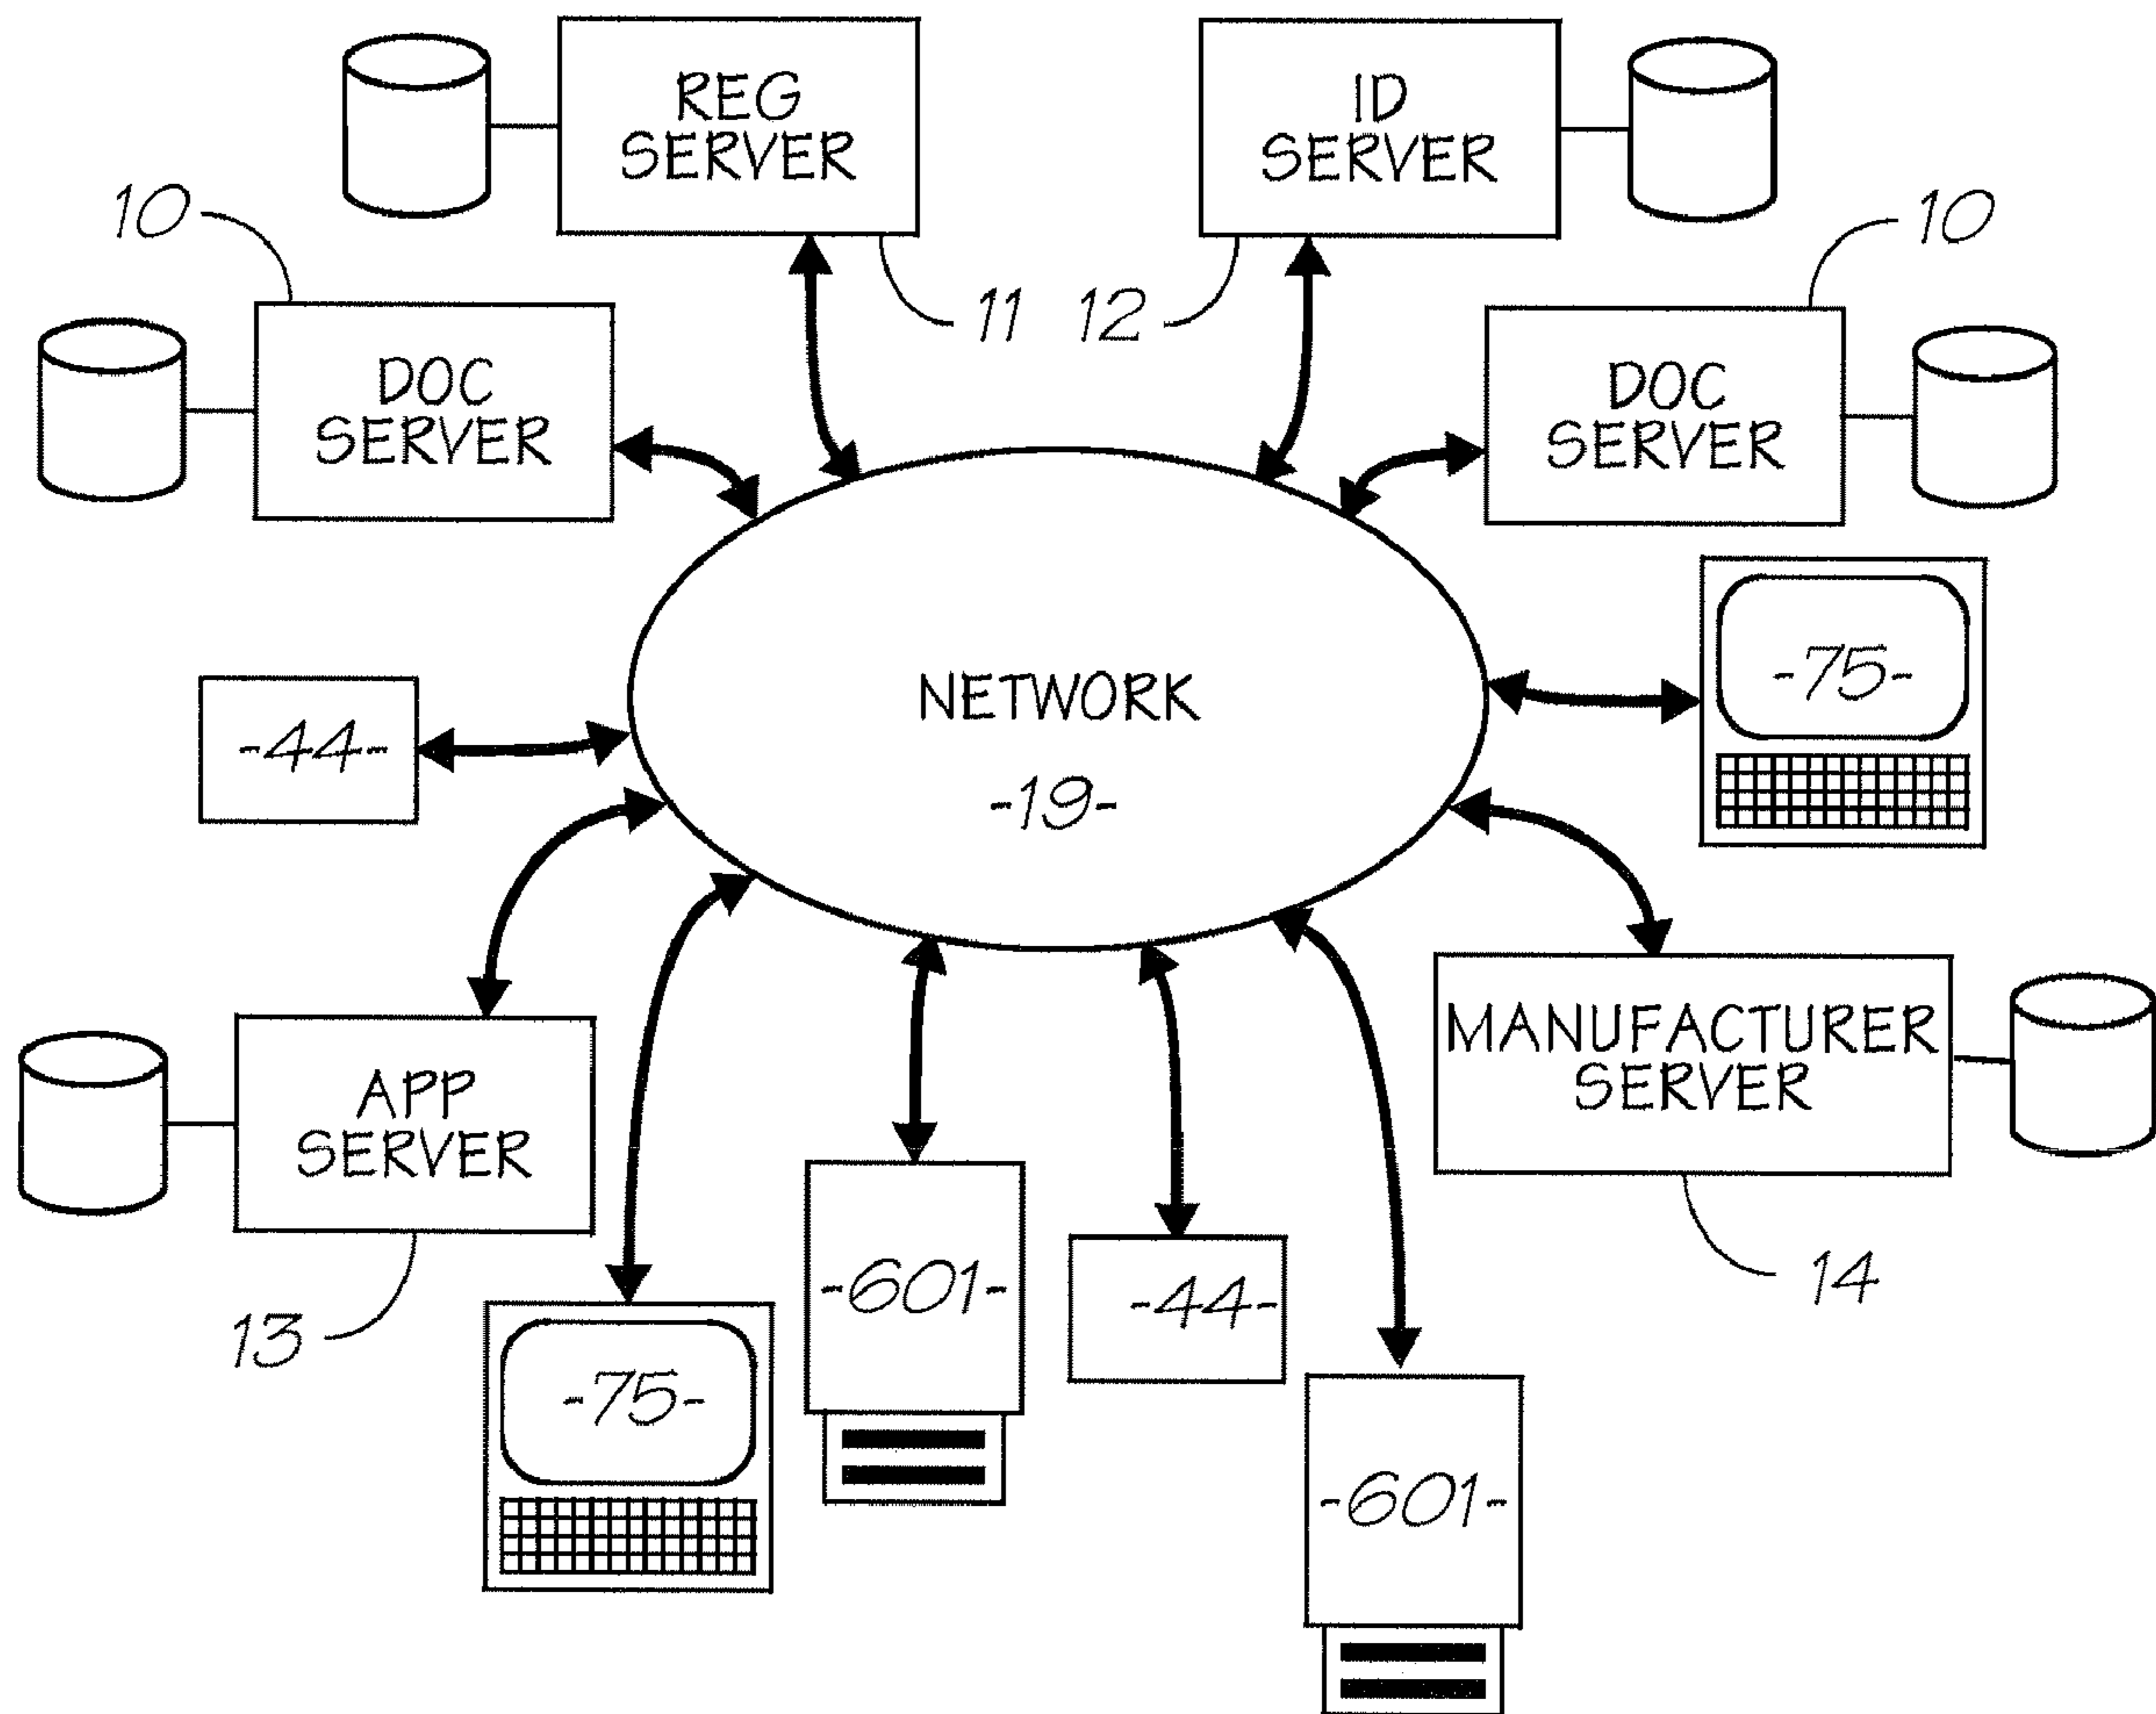 REG
SERVER
ID
SERVER
10
10
11
12
DOC
SERVER
DOC
SERVER
-75-
NETWORK
-19-
-44-
MANUFACTURER
SERVER
APP
SERVER
-601-
-44-
14
13
-75-
-601-